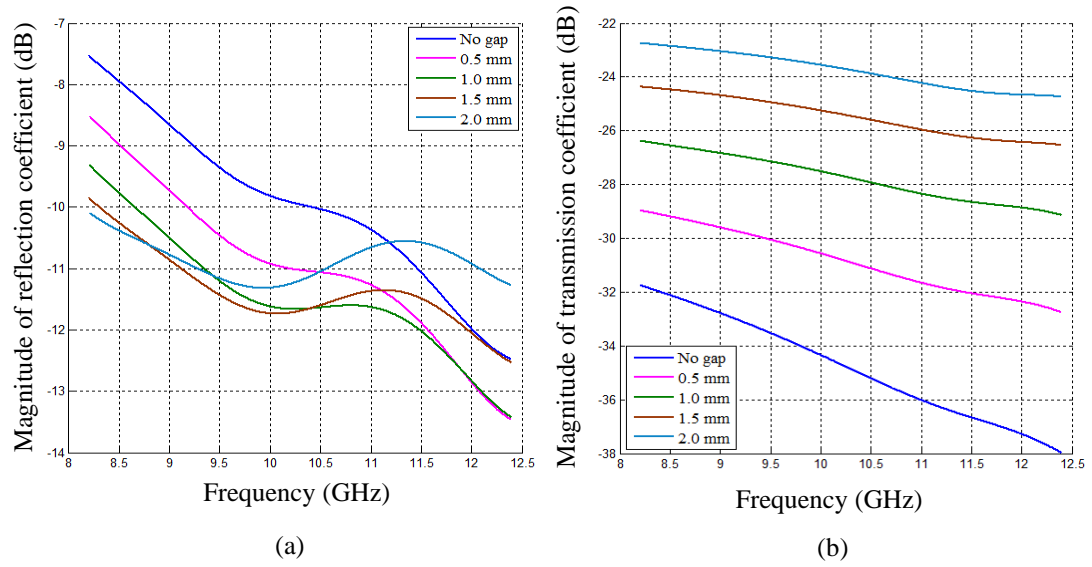 Magnitude of reflection coefficient (dB)
-7
-8
-9
-10
-11
-12
-13
-14
8
8.5
9
9.5
10
10.5
11
11.5
12
12.5
Frequency (GHz)
No gap
0.5 mm
1.0 mm
1.5 mm
2.0 mm
(a)
Magnitude of transmission coefficient (dB)
-22
-24
-26
-28
-30
-32
-34
-36
-38
8
8.5
9
9.5
10
10.5
11
11.5
12
12.5
Frequency (GHz)
No gap
0.5 mm
1.0 mm
1.5 mm
2.0 mm
(b)